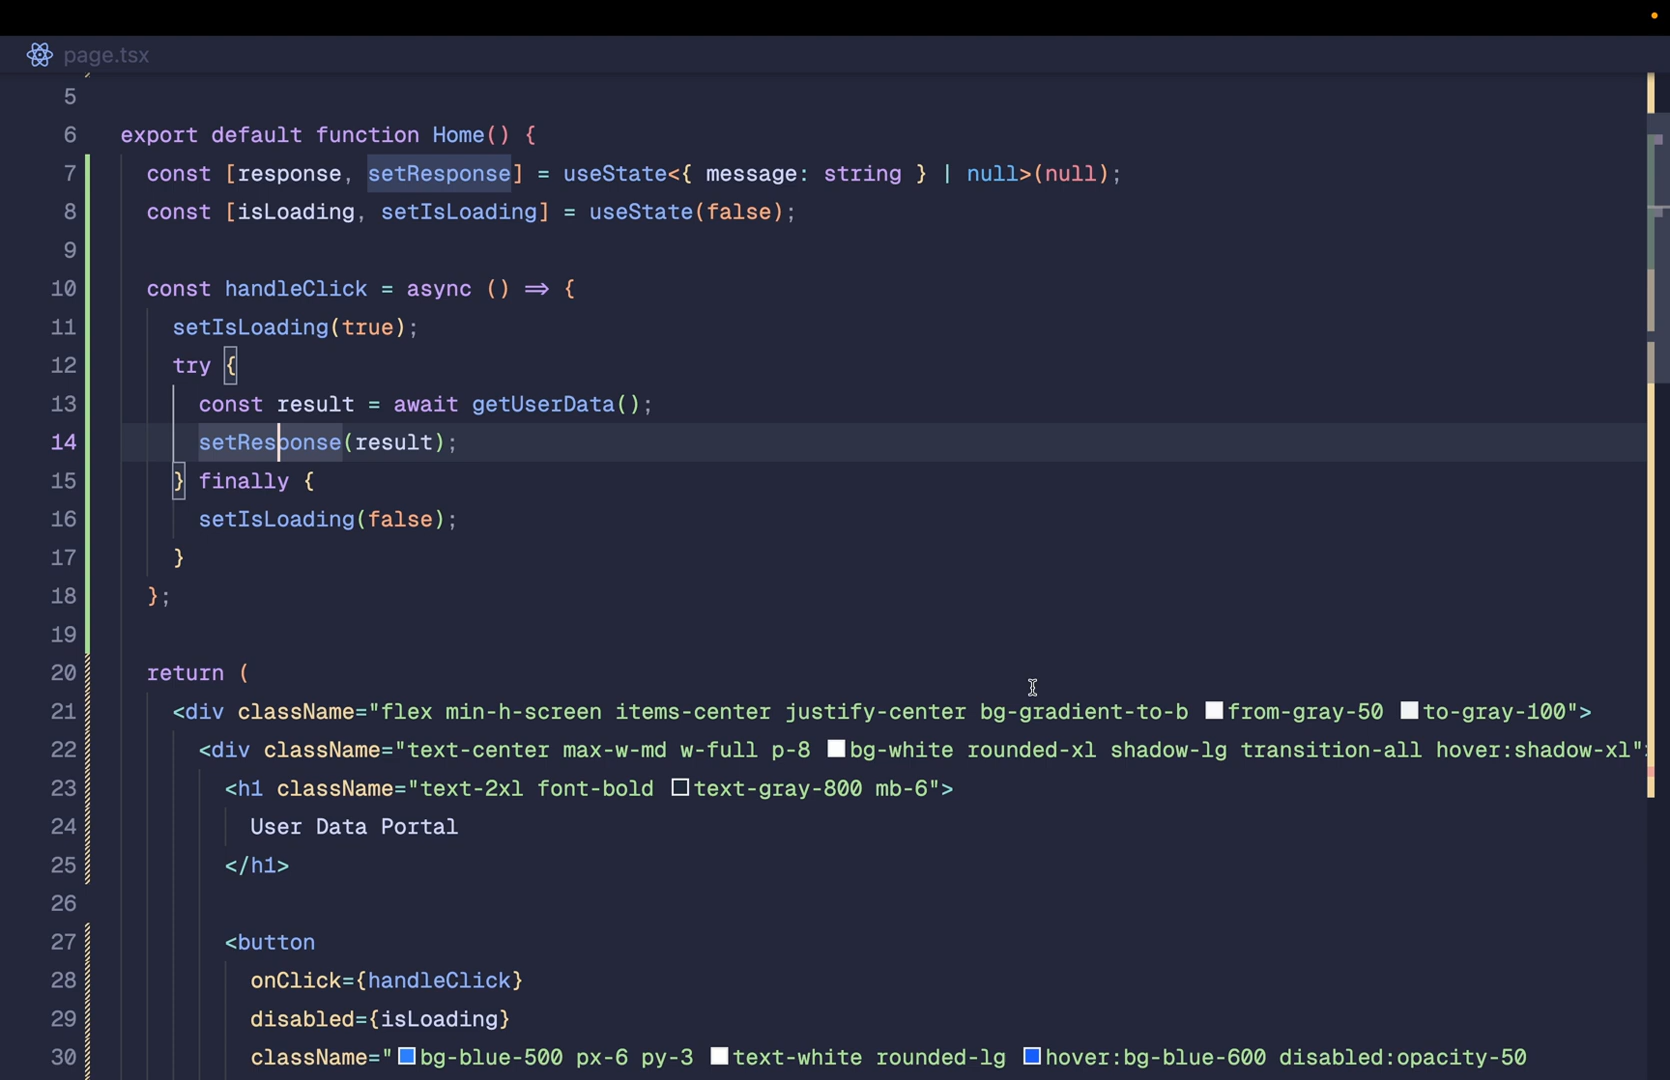 page.tsx
5
6 export default function Home() {
7 const [response, setResponse] = useState<{ message: string } | null>(null);
8 const [isLoading, setIsLoading] = useState(false);
9
10 const handleClick = async () => {
11 setIsLoading(true);
12 try {
13 const result = await getUserData();
14 setResponse(result);
15 } finally {
16 setIsLoading(false);
17 }
18 };
19
20 return (
21 <div className="flex min-h-screen items-center justify-center bg-gradient-to-b from-gray-50 to-gray-100">
22 <div className="text-center max-w-md w-full p-8 bg-white rounded-xl shadow-lg transition-all hover:shadow-xl"
23 <h1 className="text-2xl font-bold text-gray-800 mb-6">
24 User Data Portal
25 </h1>
26
27 <button
28 onClick={handleClick}
29 disabled={isLoading}
30 className="bg-blue-500 px-6 py-3 text-white rounded-lg hover:bg-blue-600 disabled:opacity-50